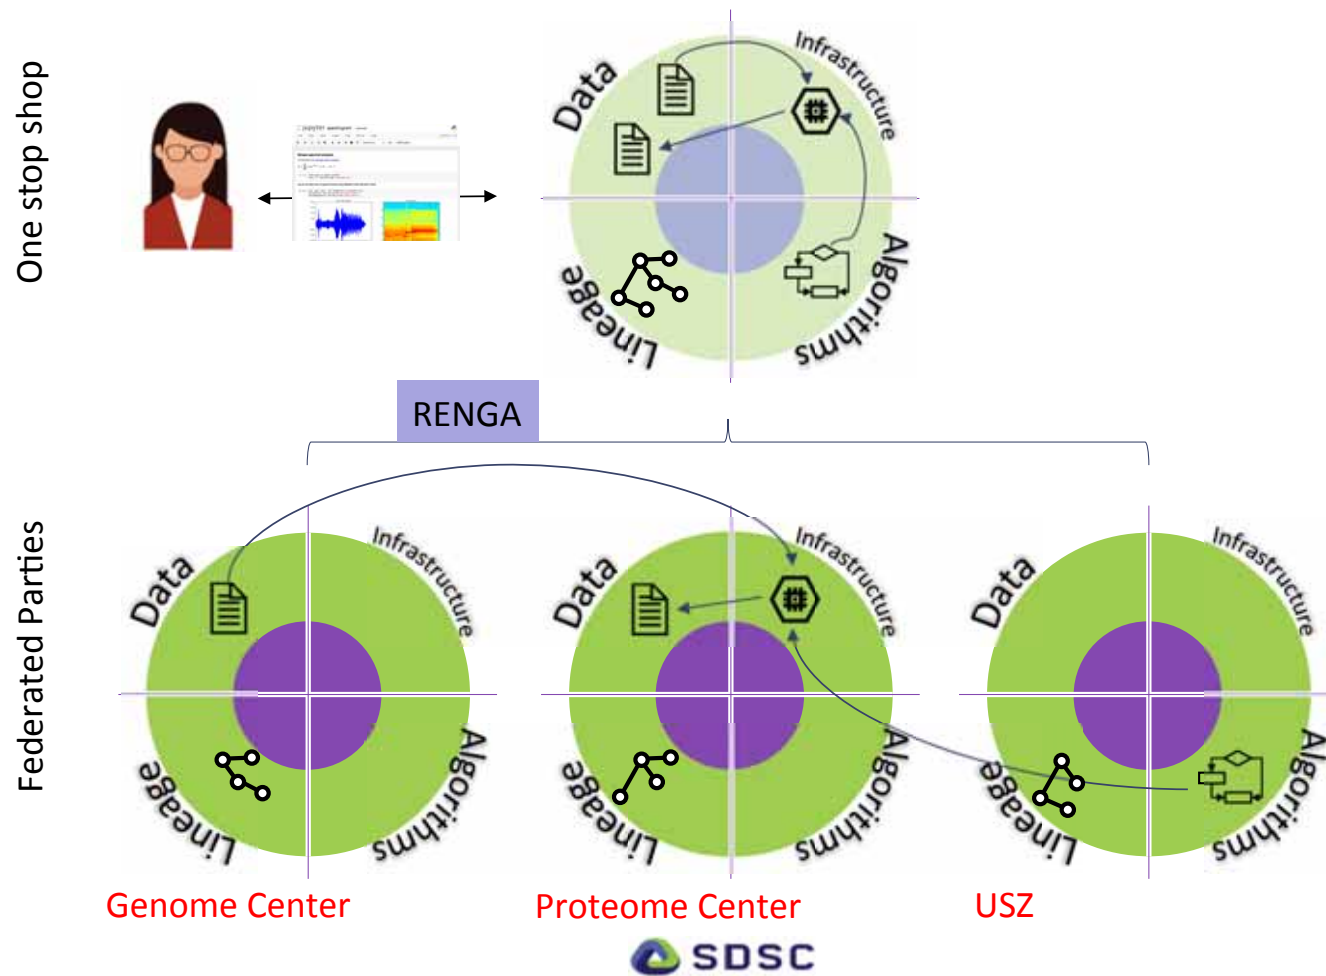 One stop shop
jupyter
Data
Infrastructure
Lineage
Algorithms
RENGA
Federated Parties
Data
Infrastructure
Lineage
Algorithms
Data
Infrastructure
Lineage
Algorithms
Data
Infrastructure
Lineage
Algorithms
Genome Center
Proteome Center
USZ
SDSC